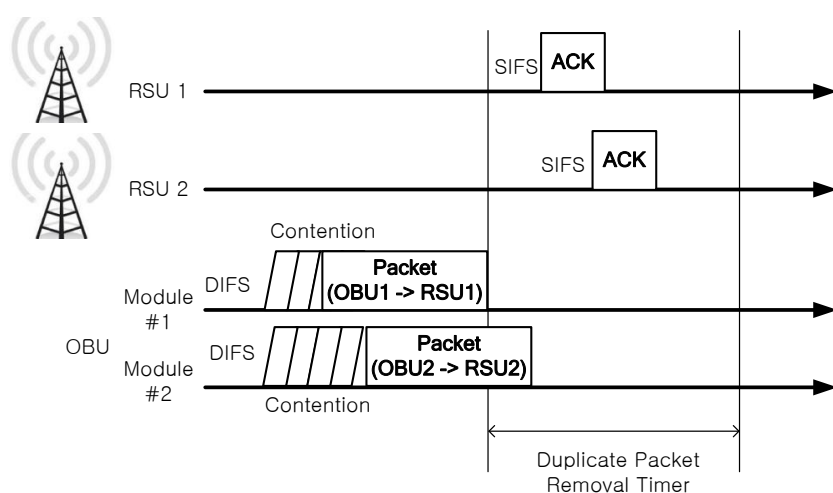 SIFS
ACK
RSU 1
SIFS
ACK
RSU 2
Contention
DIFS
Packet
(OBU1 -> RSU1)
Module
#1
OBU
DIFS
Packet
(OBU2 -> RSU2)
Module
#2
Contention
Duplicate Packet
Removal Timer